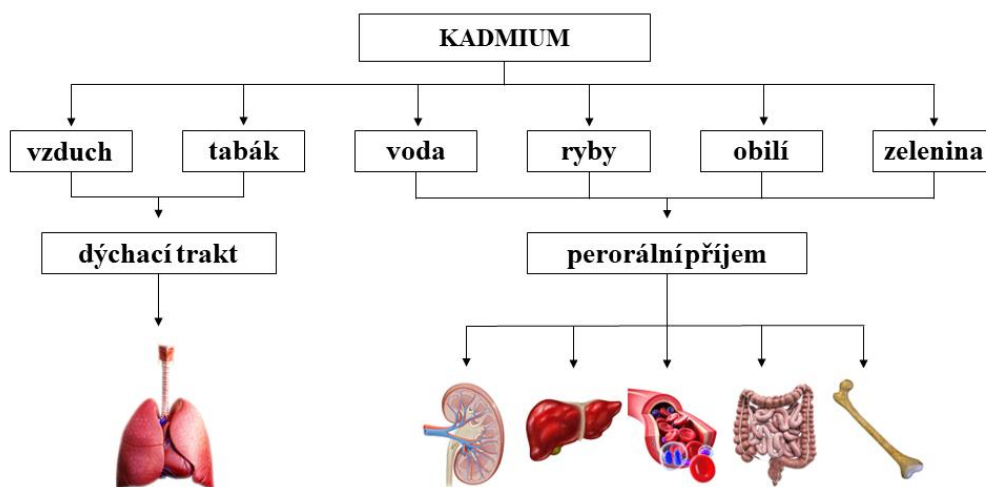 KADMIUM
vzduch
tabák
voda
ryby
obilí
zelenina
dýchací trakt
perorální příjem